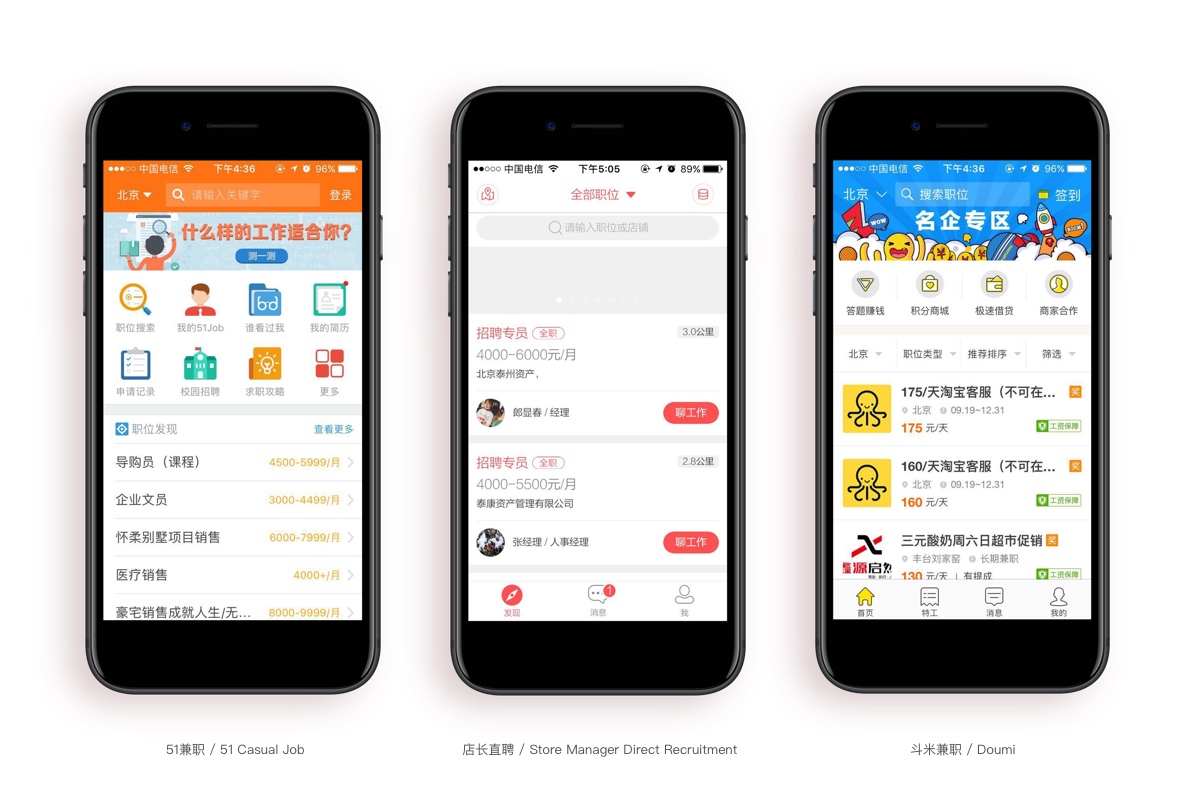 ●●●○○ 中国电信 下午4:36 96%
北京 请输入关键字 登录
什么样的工作适合你?
测一测
职位搜索 我的51Job 谁看过我 我的简历
申请记录 校园招聘 求职攻略 更多
职位发现 查看更多
导购员（课程） 4500-5999/月
企业文员 3000-4499/月
怀柔别墅项目销售 6000-7999/月
医疗销售 4000+/月
豪宅销售成就人生/无... 8000-9999/月
51兼职 / 51 Casual Job
●●○○○ 中国电信 下午5:05 89%
全部职位
请输入职位或店铺
招聘专员 全职 3.0公里
4000-6000元/月
北京泰州资产，
郎显春 / 经理 聊工作
招聘专员 全职 2.8公里
4000-5500元/月
泰康资产管理有限公司
张经理 / 人事经理 聊工作
1
发现 消息 我
店长直聘 / Store Manager Direct Recruitment
●●●○○ 中国电信 下午4:36 96%
北京 搜索职位 签到
名企专区
WOW
BOOM!
答题赚钱 积分商城 极速借贷 商家合作
北京 职位类型 推荐排序 筛选
175/天淘宝客服（不可在... 奖
北京 09.19~12.31
175 元/天 工资保障
160/天淘宝客服（不可在... 奖
北京 09.19~12.31
160 元/天 工资保障
三元酸奶周六日超市促销 奖
丰台刘家窑 长期兼职
源启
130 元/天 | 有提成 工资保障
首页 特工 消息 我的
斗米兼职 / Doumi